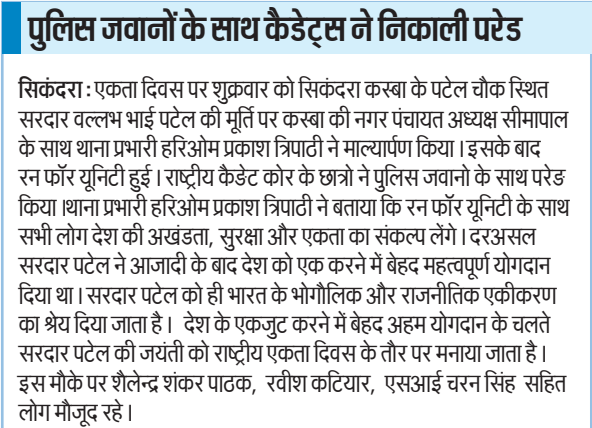 पुलिस जवानों के साथ कैडेट्स ने निकाली परेड
सिकंदरा : एकता दिवस पर शुक्रवार को सिकंदरा कस्बा के पटेल चौक स्थित
सरदार वल्लभ भाई पटेल की मूर्ति पर कस्बा की नगर पंचायत अध्यक्ष सीमापाल
के साथ थाना प्रभारी हरिओम प्रकाश त्रिपाठी ने माल्यार्पण किया । इसके बाद
रन फॉर यूनिटी हुई । राष्ट्रीय कैडेट कोर के छात्रो ने पुलिस जवानो के साथ परेङ
किया ।थाना प्रभारी हरिओम प्रकाश त्रिपाठी ने बताया कि रन फॉर यूनिटी के साथ
सभी लोग देश की अखंडता, सुरक्षा और एकता का संकल्प लेंगे । दरअसल
सरदार पटेल ने आजादी के बाद देश को एक करने में बेहद महत्वपूर्ण योगदान
दिया था । सरदार पटेल को ही भारत के भोगौलिक और राजनीतिक एकीकरण
का श्रेय दिया जाता है । देश के एकजुट करने में बेहद अहम योगदान के चलते
सरदार पटेल की जयंती को राष्ट्रीय एकता दिवस के तौर पर मनाया जाता है ।
इस मौके पर शैलेन्द्र शंकर पाठक, रवीश कटियार, एसआई चरन सिंह सहित
लोग मौजूद रहे ।